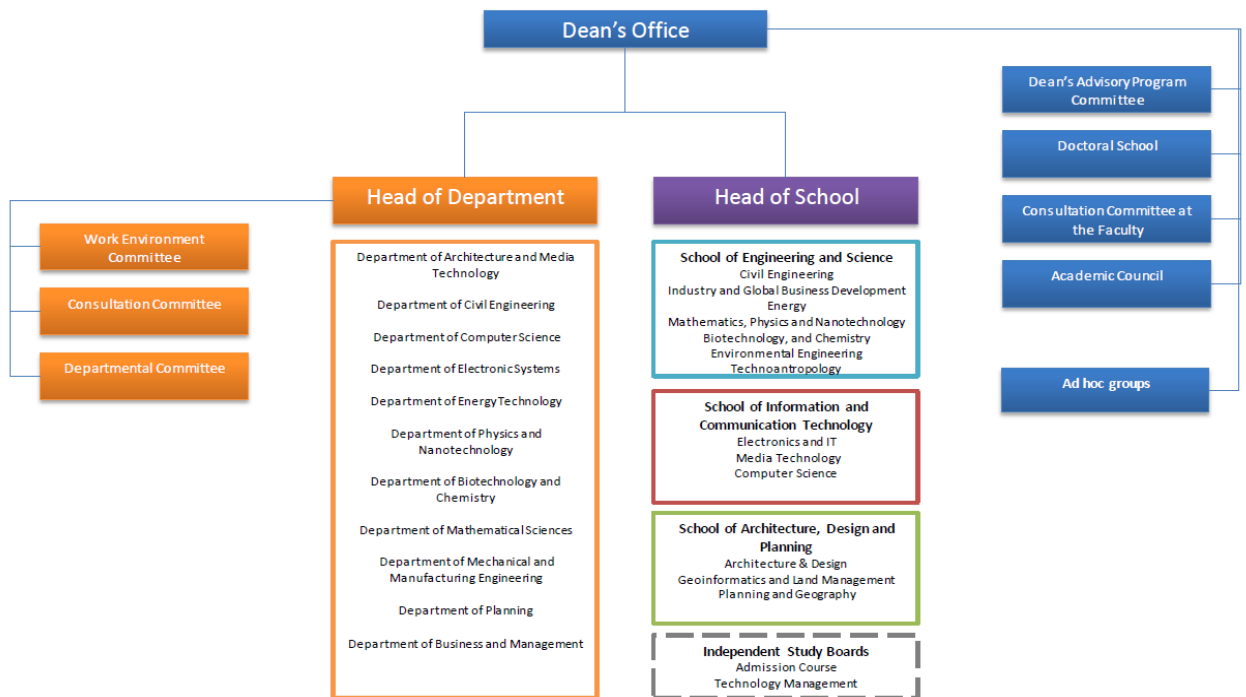 Dean's Office
Dean's Advisory Program
Committee
Doctoral School
Consultation Committee at
the Faculty
Academic Council
Ad hoc groups
Head of Department
Work Environment
Committee
Consultation Committee
Departmental Committee
Department of Architecture and Media
Technology
Department of Civil Engineering
Department of Computer Science
Department of Electronic Systems
Department of Energy Technology
Department of Physics and
Nanotechnology
Department of Biotechnology and
Chemistry
Department of Mathematical Sciences
Department of Mechanical and
Manufacturing Engineering
Department of Planning
Department of Business and Management
Head of School
School of Engineering and Science
Civil Engineering
Industry and Global Business Development
Energy
Mathematics, Physics and Nanotechnology
Biotechnology, and Chemistry
Environmental Engineering
Technoantropology
School of Information and
Communication Technology
Electronics and IT
Media Technology
Computer Science
School of Architecture, Design and
Planning
Architecture & Design
Geoinformatics and Land Management
Planning and Geography
Independent Study Boards
Admission Course
Technology Management